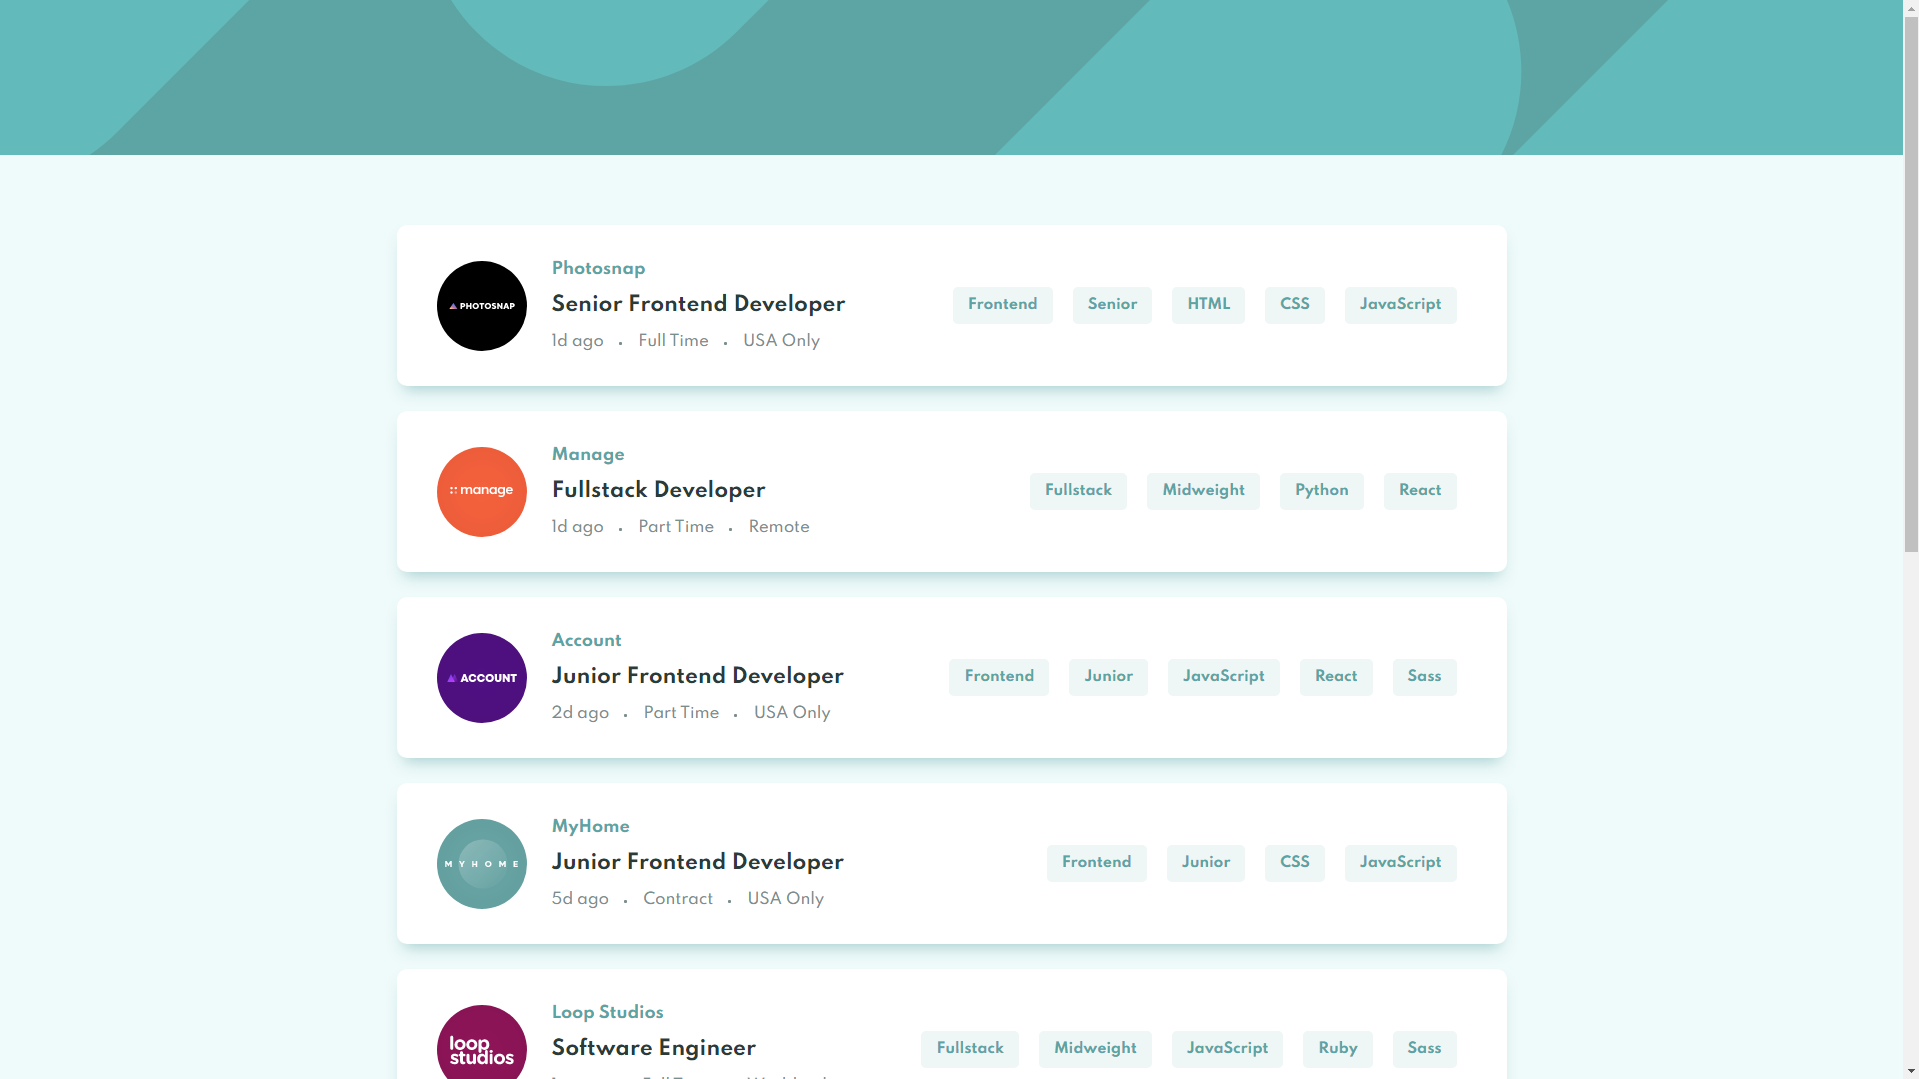 PHOTOSNAP
Photosnap
Senior Frontend Developer
1d ago . Full Time . USA Only
Frontend Senior HTML CSS JavaScript
manage
Manage
Fullstack Developer
1d ago . Part Time . Remote
Fullstack Midweight Python React
ACCOUNT
Account
Junior Frontend Developer
2d ago . Part Time . USA Only
Frontend Junior JavaScript React Sass
MYHOME
MyHome
Junior Frontend Developer
5d ago . Contract . USA Only
Frontend Junior CSS JavaScript
loop
studios
Loop Studios
Software Engineer
Fullstack Midweight JavaScript Ruby Sass